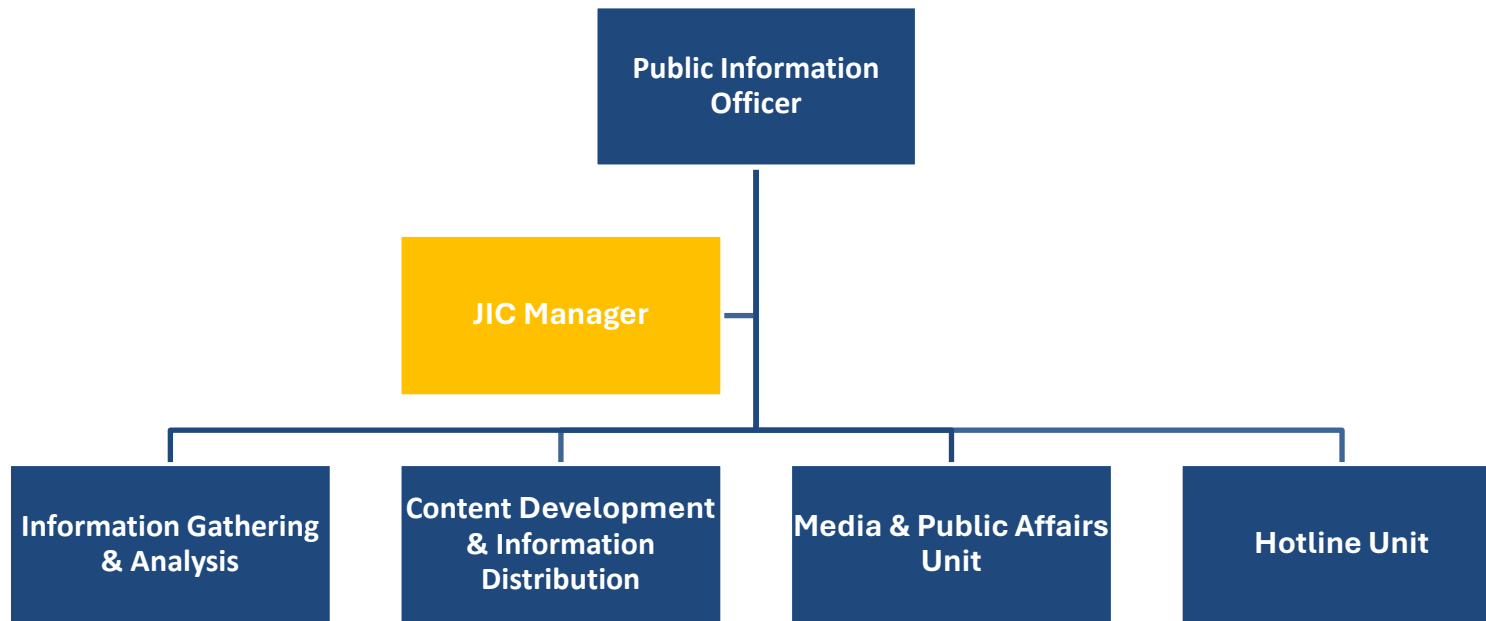 Public Information
Officer
JIC Manager
Information Gathering
& Analysis
Content Development
& Information
Distribution
Media & Public Affairs
Unit
Hotline Unit